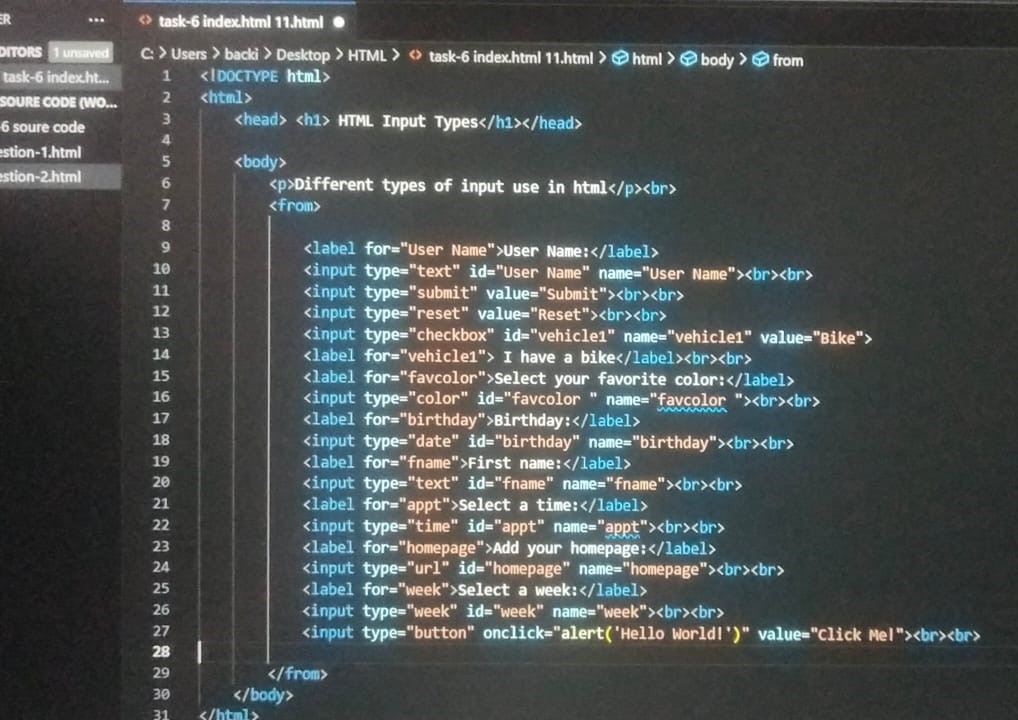 ER ...
task-6 index.html 11.html
DITORS 1 unsaved
task-6 index.ht...
SOURE CODE (WO...
-6 soure code
estion-1.html
estion-2.html
C: > Users > backi > Desktop > HTML > task-6 index.html 11.html > html > body > from
1 <!DOCTYPE html>
2 <html>
3 <head> <h1> HTML Input Types</h1></head>
4
5 <body>
6 <p>Different types of input use in html</p><br>
7 <from>
8
9 <label for="User Name">User Name:</label>
10 <input type="text" id="User Name" name="User Name"><br><br>
11 <input type="submit" value="Submit"><br><br>
12 <input type="reset" value="Reset"><br><br>
13 <input type="checkbox" id="vehicle1" name="vehicle1" value="Bike">
14 <label for="vehicle1"> I have a bike</label><br><br>
15 <label for="favcolor">Select your favorite color:</label>
16 <input type="color" id="favcolor " name="favcolor "><br><br>
17 <label for="birthday">Birthday:</label>
18 <input type="date" id="birthday" name="birthday"><br><br>
19 <label for="fname">First name:</label>
20 <input type="text" id="fname" name="fname"><br><br>
21 <label for="appt">Select a time:</label>
22 <input type="time" id="appt" name="appt"><br><br>
23 <label for="homepage">Add your homepage:</label>
24 <input type="url" id="homepage" name="homepage"><br><br>
25 <label for="week">Select a week:</label>
26 <input type="week" id="week" name="week"><br><br>
27 <input type="button" onclick="alert('Hello World!')" value="Click Me!"><br><br>
28
29 </from>
30 </body>
31 </html>